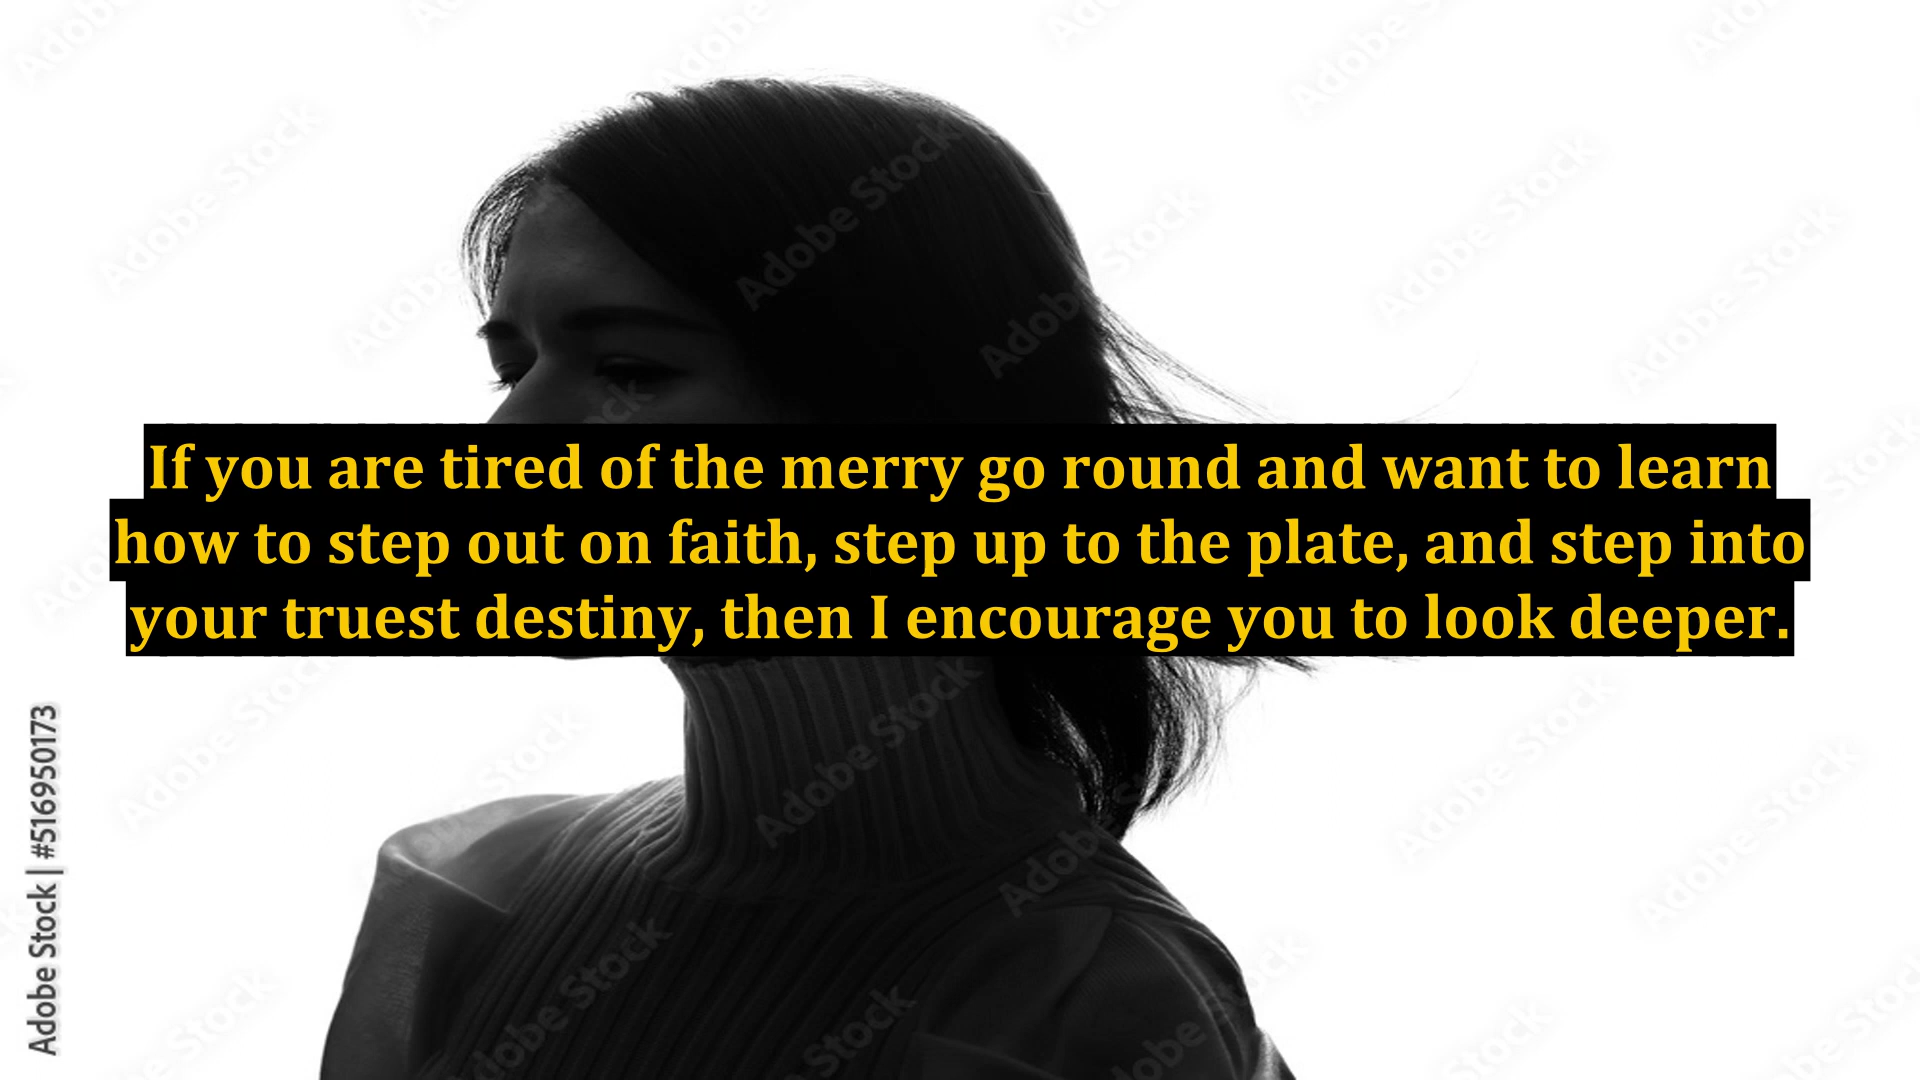 If you are tired of the merry go round and want to learn
how to step out on faith, step up to the plate, and step into
your truest destiny, then I encourage you to look deeper.
Adobe Stock | #516950173
Adobe Stock